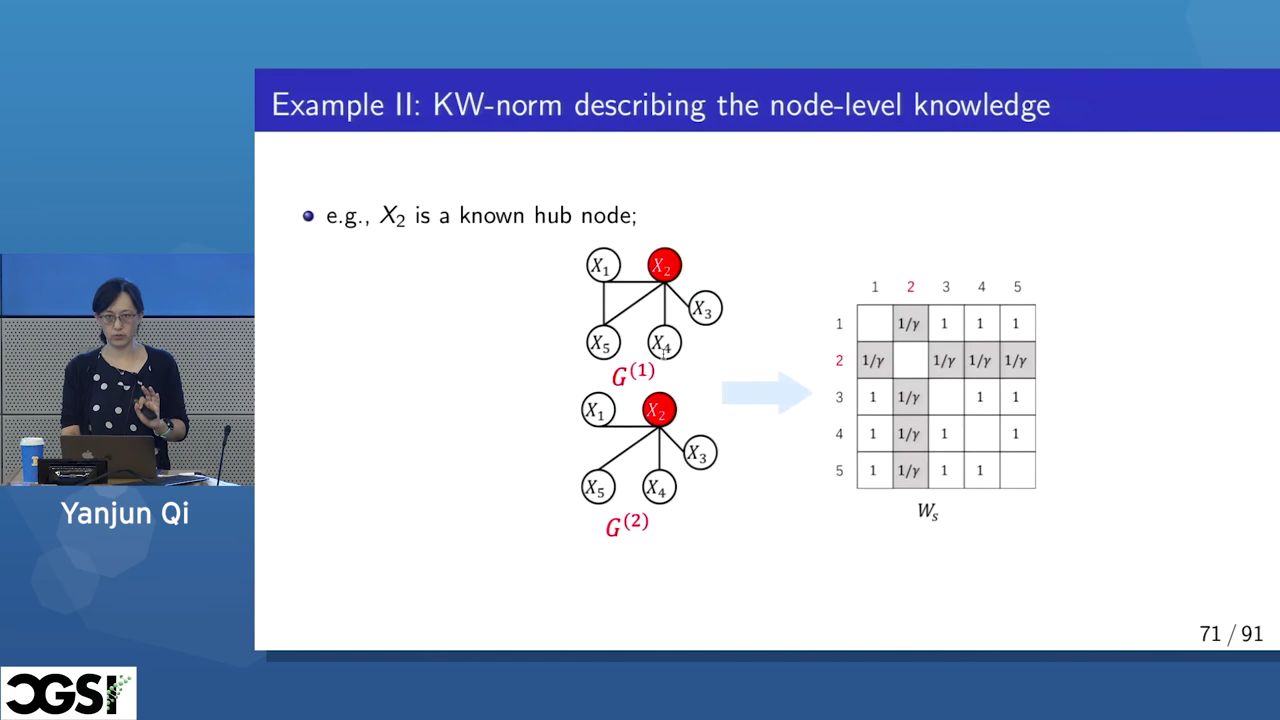 Example II: KW-norm describing the node-level knowledge
e.g., X₂ is a known hub node;
X₁ X₂
X₃
X₅ X₄
G⁽¹⁾
X₁ X₂
X₃
X₅ X₄
G⁽²⁾
1 2 3 4 5
1 1/γ 1 1 1
2 1/γ 1/γ 1/γ 1/γ
3 1 1/γ 1 1
4 1 1/γ 1 1
5 1 1/γ 1 1
Wₛ
Yanjun Qi
71 / 91
CGSI